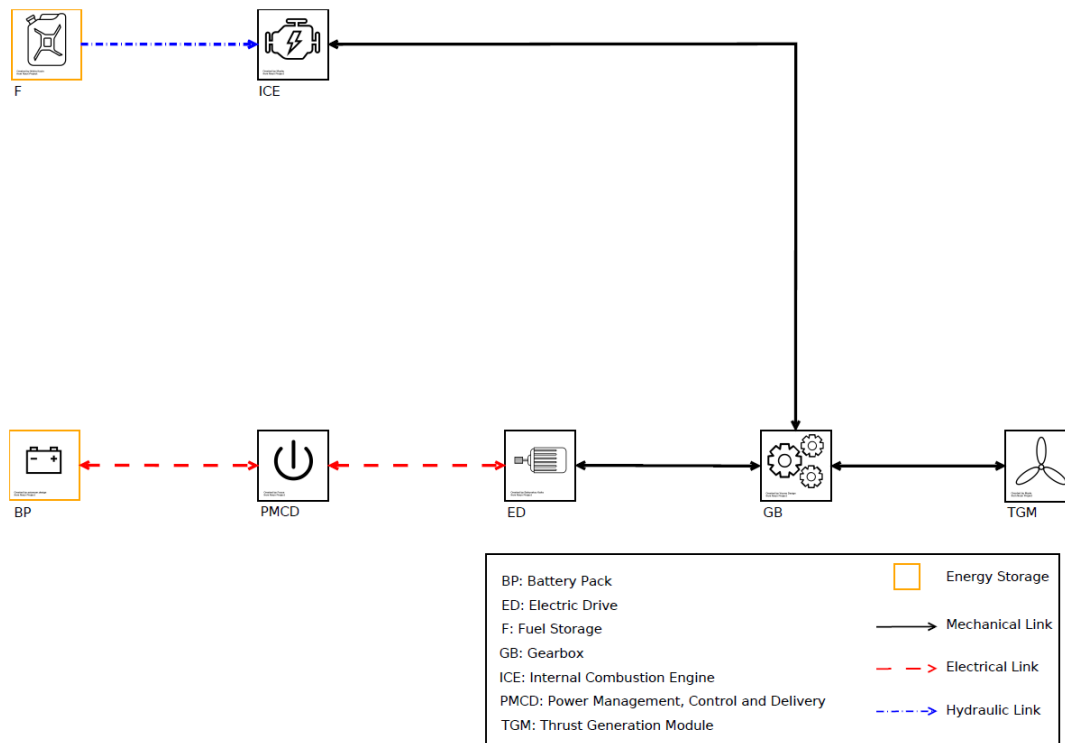 F
ICE
BP
PMCD
ED
GB
TGM
BP: Battery Pack
ED: Electric Drive
F: Fuel Storage
GB: Gearbox
ICE: Internal Combustion Engine
PMCD: Power Management, Control and Delivery
TGM: Thrust Generation Module
Energy Storage
Mechanical Link
Electrical Link
Hydraulic Link